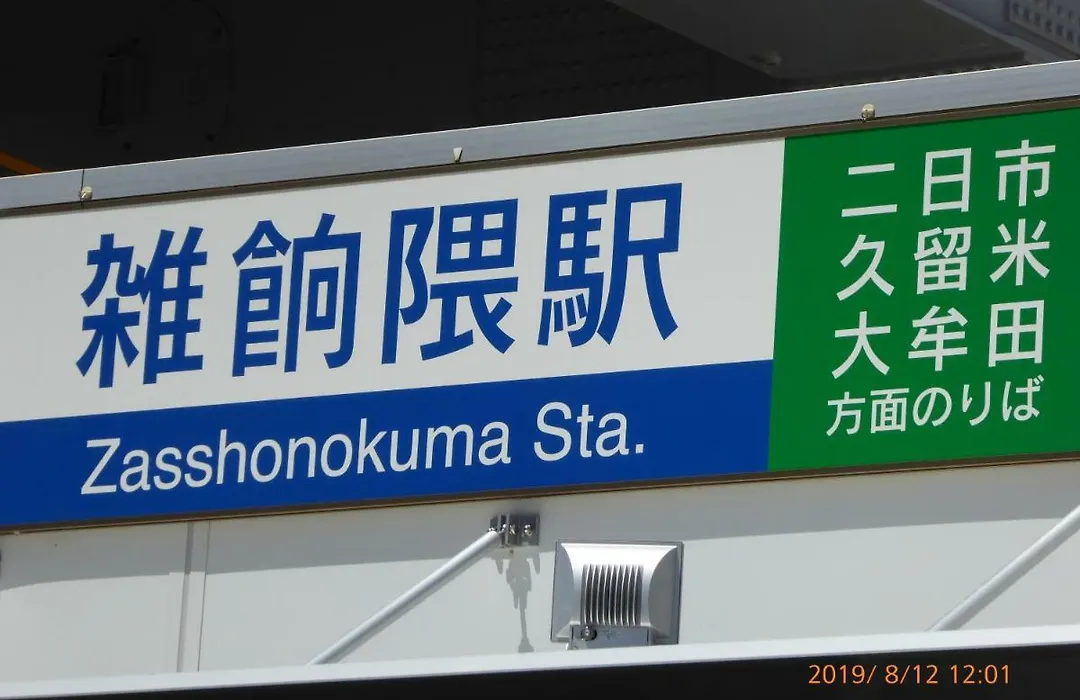 雑餉隈駅
Zasshonokuma Sta.
二日市
久留米
大牟田
方面のりば
2019/ 8/12 12:01